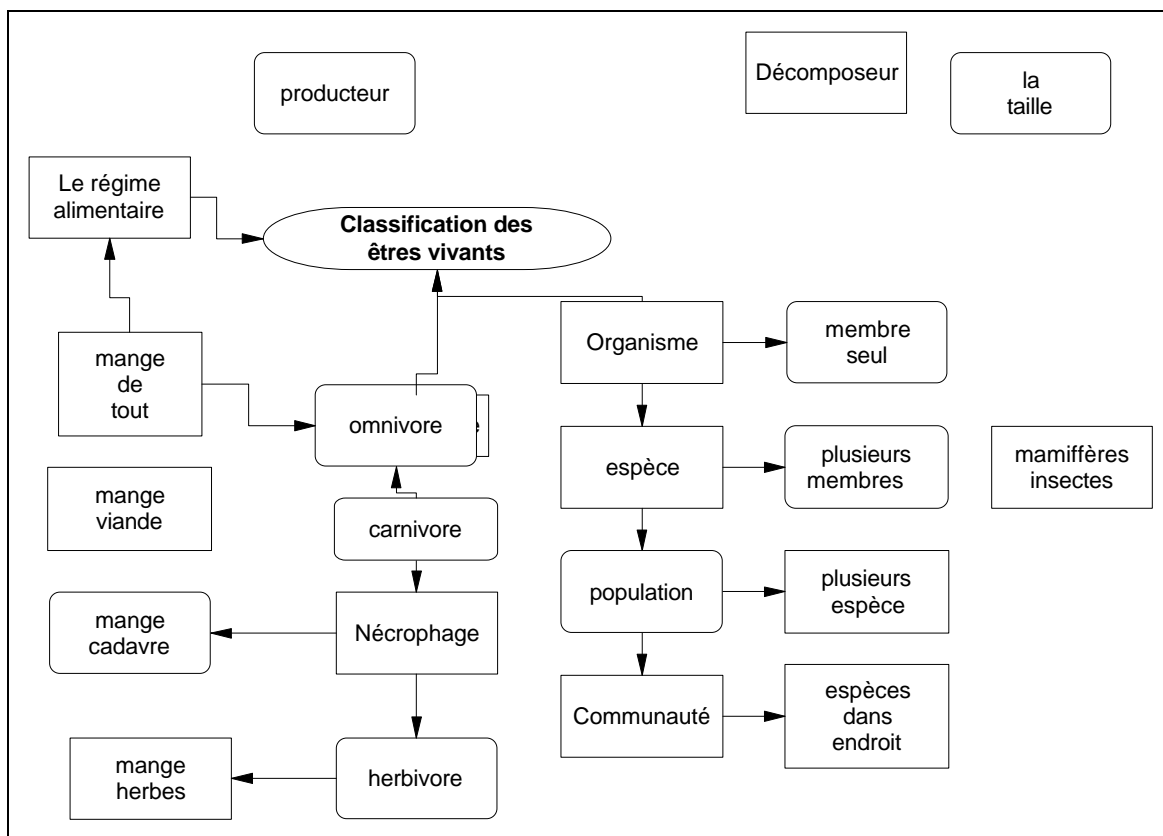 producteur
Décomposeur
la
taille
Le régime
alimentaire
Classification des
êtres vivants
mange
de
tout
Organisme
membre
seul
omnivore
mange
viande
carnivore
espèce
plusieurs
membres
mamiffères
insectes
mange
cadavre
Nécrophage
population
plusieurs
espèce
Communauté
espèces
dans
endroit
mange
herbes
herbivore